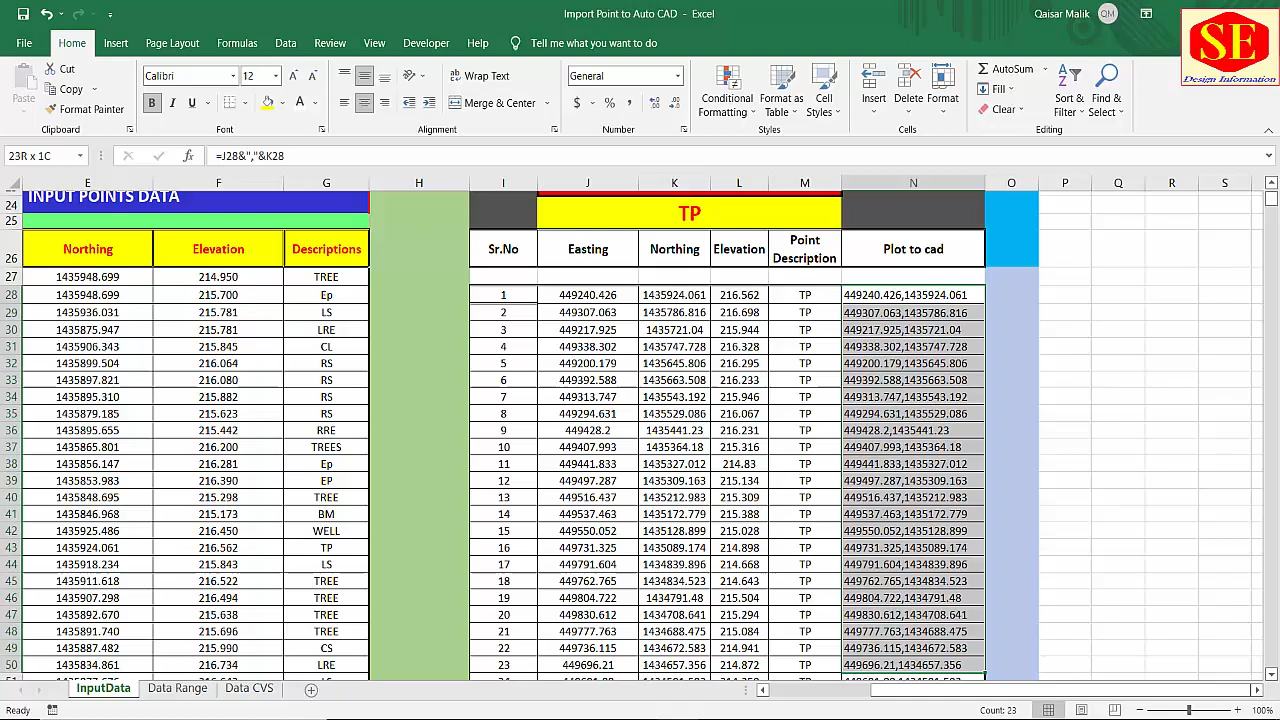 Import Point to Auto CAD - Excel
Qaisar Malik QM
SE
Design Information
File Home Insert Page Layout Formulas Data Review View Developer Help Tell me what you want to do
Cut
Copy
Format Painter
Paste
Clipboard
Calibri 12
B I U
Font
Wrap Text
Merge & Center
Alignment
General
$ % ,
Number
Conditional Formatting
Format as Table
Cell Styles
Styles
Insert Delete Format
Cells
AutoSum
Fill
Clear
Sort & Filter
Find & Select
Editing
23R x 1C
fx =J28&","&K28
E F G H I J K L M N O P Q R S
24 INPUT POINTS DATA
25 TP
26 Northing Elevation Descriptions Sr.No Easting Northing Elevation Point Description Plot to cad
27 1435948.699 214.950 TREE
28 1435948.699 215.700 Ep 1 449240.426 1435924.061 216.562 TP 449240.426,1435924.061
29 1435936.031 215.781 LS 2 449307.063 1435786.816 216.698 TP 449307.063,1435786.816
30 1435875.947 215.781 LRE 3 449217.925 1435721.04 215.944 TP 449217.925,1435721.04
31 1435906.343 215.845 CL 4 449338.302 1435747.728 216.328 TP 449338.302,1435747.728
32 1435899.504 216.064 RS 5 449200.179 1435645.806 216.295 TP 449200.179,1435645.806
33 1435897.821 216.080 RS 6 449392.588 1435663.508 216.233 TP 449392.588,1435663.508
34 1435895.310 215.882 RS 7 449313.747 1435543.192 215.946 TP 449313.747,1435543.192
35 1435879.185 215.623 RS 8 449294.631 1435529.086 216.067 TP 449294.631,1435529.086
36 1435895.655 215.442 RRE 9 449428.2 1435441.23 216.231 TP 449428.2,1435441.23
37 1435865.801 216.200 TREES 10 449407.993 1435364.18 215.316 TP 449407.993,1435364.18
38 1435856.147 216.281 Ep 11 449441.833 1435327.012 214.83 TP 449441.833,1435327.012
39 1435853.983 216.390 EP 12 449497.287 1435309.163 215.134 TP 449497.287,1435309.163
40 1435848.695 215.298 TREE 13 449516.437 1435212.983 215.309 TP 449516.437,1435212.983
41 1435846.968 215.173 BM 14 449537.463 1435172.779 215.388 TP 449537.463,1435172.779
42 1435925.486 216.450 WELL 15 449550.052 1435128.899 215.028 TP 449550.052,1435128.899
43 1435924.061 216.562 TP 16 449731.325 1435089.174 214.898 TP 449731.325,1435089.174
44 1435918.234 215.843 LS 17 449791.604 1434839.896 214.668 TP 449791.604,1434839.896
45 1435911.618 216.522 TREE 18 449762.765 1434834.523 214.643 TP 449762.765,1434834.523
46 1435907.298 216.494 TREE 19 449804.722 1434791.48 215.158 TP 449804.722,1434791.48
47 1435892.670 215.638 TREE 20 449830.612 1434708.641 215.294 TP 449830.612,1434708.641
48 1435891.740 215.696 TREE 21 449777.763 1434688.475 215.084 TP 449777.763,1434688.475
49 1435887.482 215.990 CS 22 449736.115 1434672.583 214.941 TP 449736.115,1434672.583
50 1435834.861 216.734 LRE 23 449696.21 1434657.356 214.872 TP 449696.21,1434657.356
InputData Data Range Data CVS
Ready Count: 23 100%